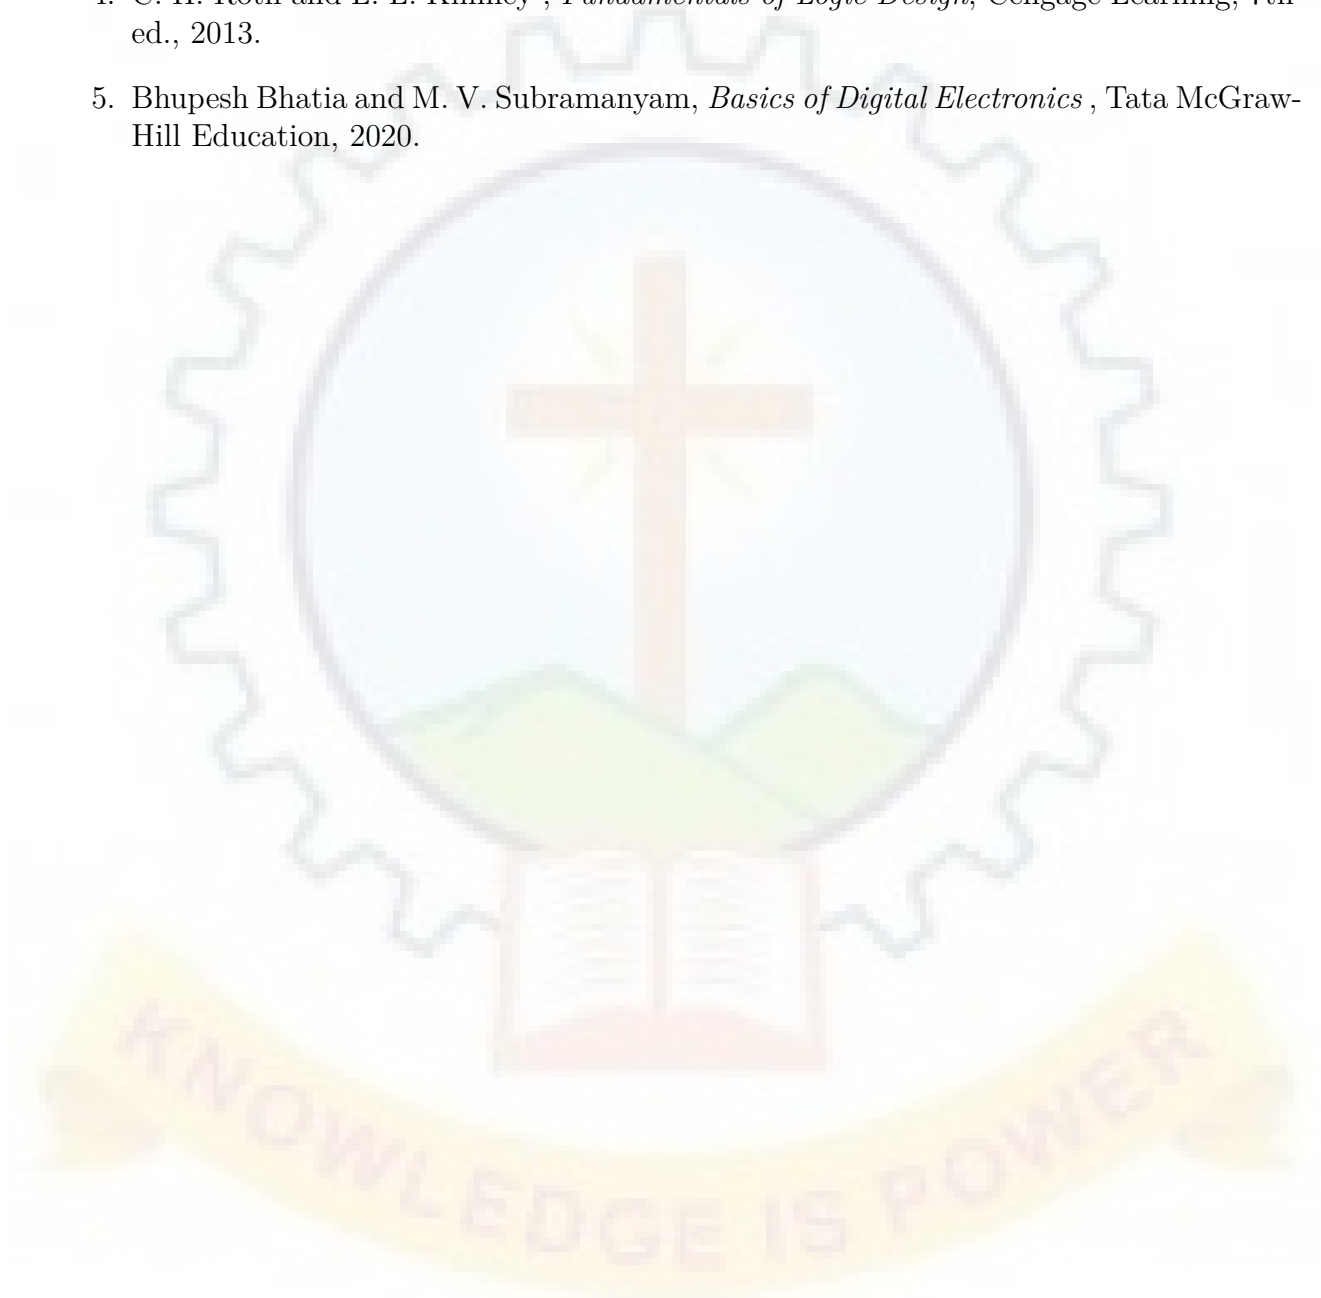 4. C. H. Roth and L. L. Kinney , Fundamentals of Logic Design, Cengage Learning, 7th
ed., 2013.
5. Bhupesh Bhatia and M. V. Subramanyam, Basics of Digital Electronics , Tata McGraw-
Hill Education, 2020.
KNOWLEDGE IS POWER